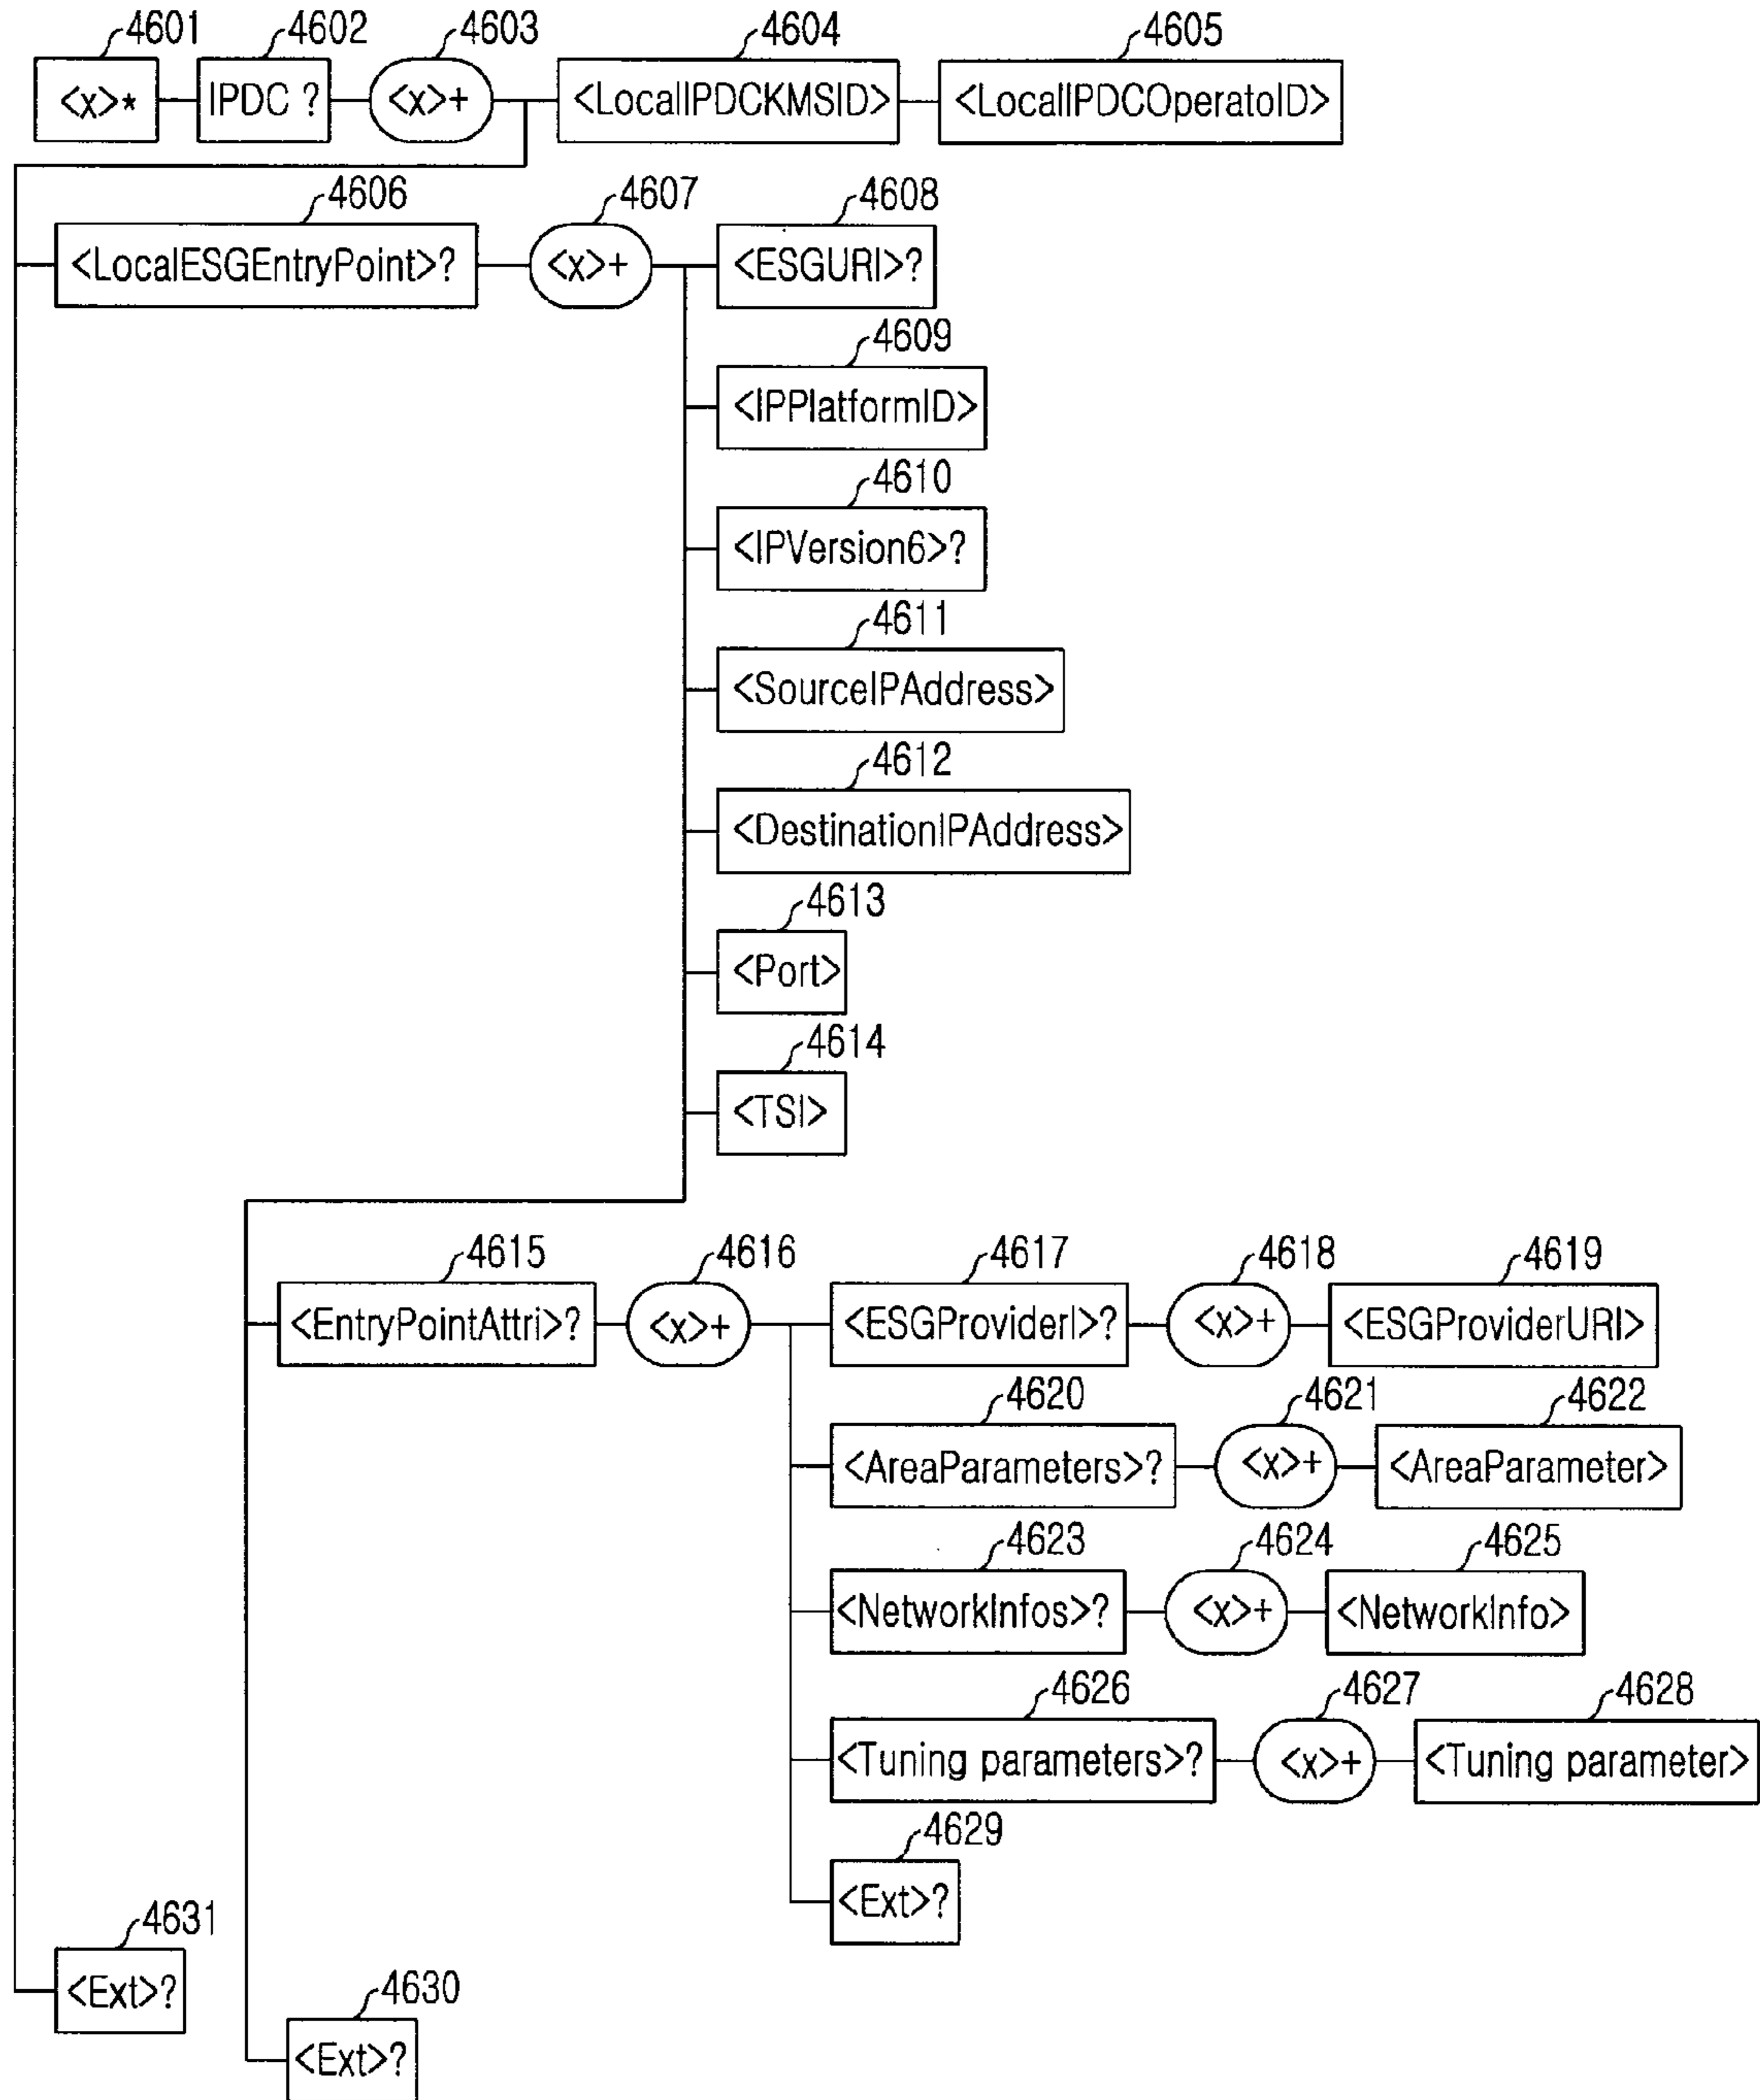 4601 4602 4603 4604 4605
<x>* IPDC ? <x>+ <LocalIPDCKMSID> <LocalIPDCOperatoID>
4606 4607 4608
<LocalESGEntryPoint>? <x>+ <ESGURI>?
4609
<IPPlatformID>
4610
<IPVersion6>?
4611
<SourceIPAddress>
4612
<DestinationIPAddress>
4613
<Port>
4614
<TSI>
4615 4616 4617 4618 4619
<EntryPointAttri>? <x>+ <ESGProviderI>? <x>+ <ESGProviderURI>
4620 4621 4622
<AreaParameters>? <x>+ <AreaParameter>
4623 4624 4625
<NetworkInfos>? <x>+ <NetworkInfo>
4626 4627 4628
<Tuning parameters>? <x>+ <Tuning parameter>
4629
<Ext>?
4631
<Ext>?
4630
<Ext>?